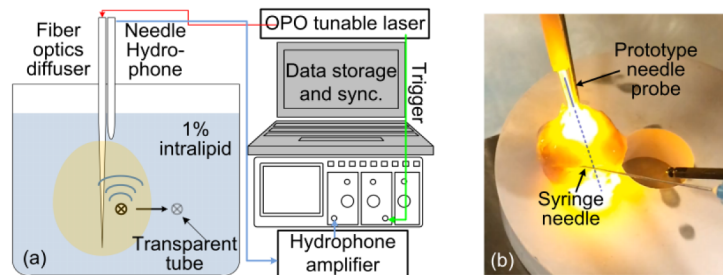 Fiber
optics
diffuser
Needle
Hydro-
phone
OPO tunable laser
Data storage
and sync.
Trigger
1%
intralipid
Transparent
tube
Hydrophone
amplifier
(a)
Prototype
needle
probe
Syringe
needle
(b)